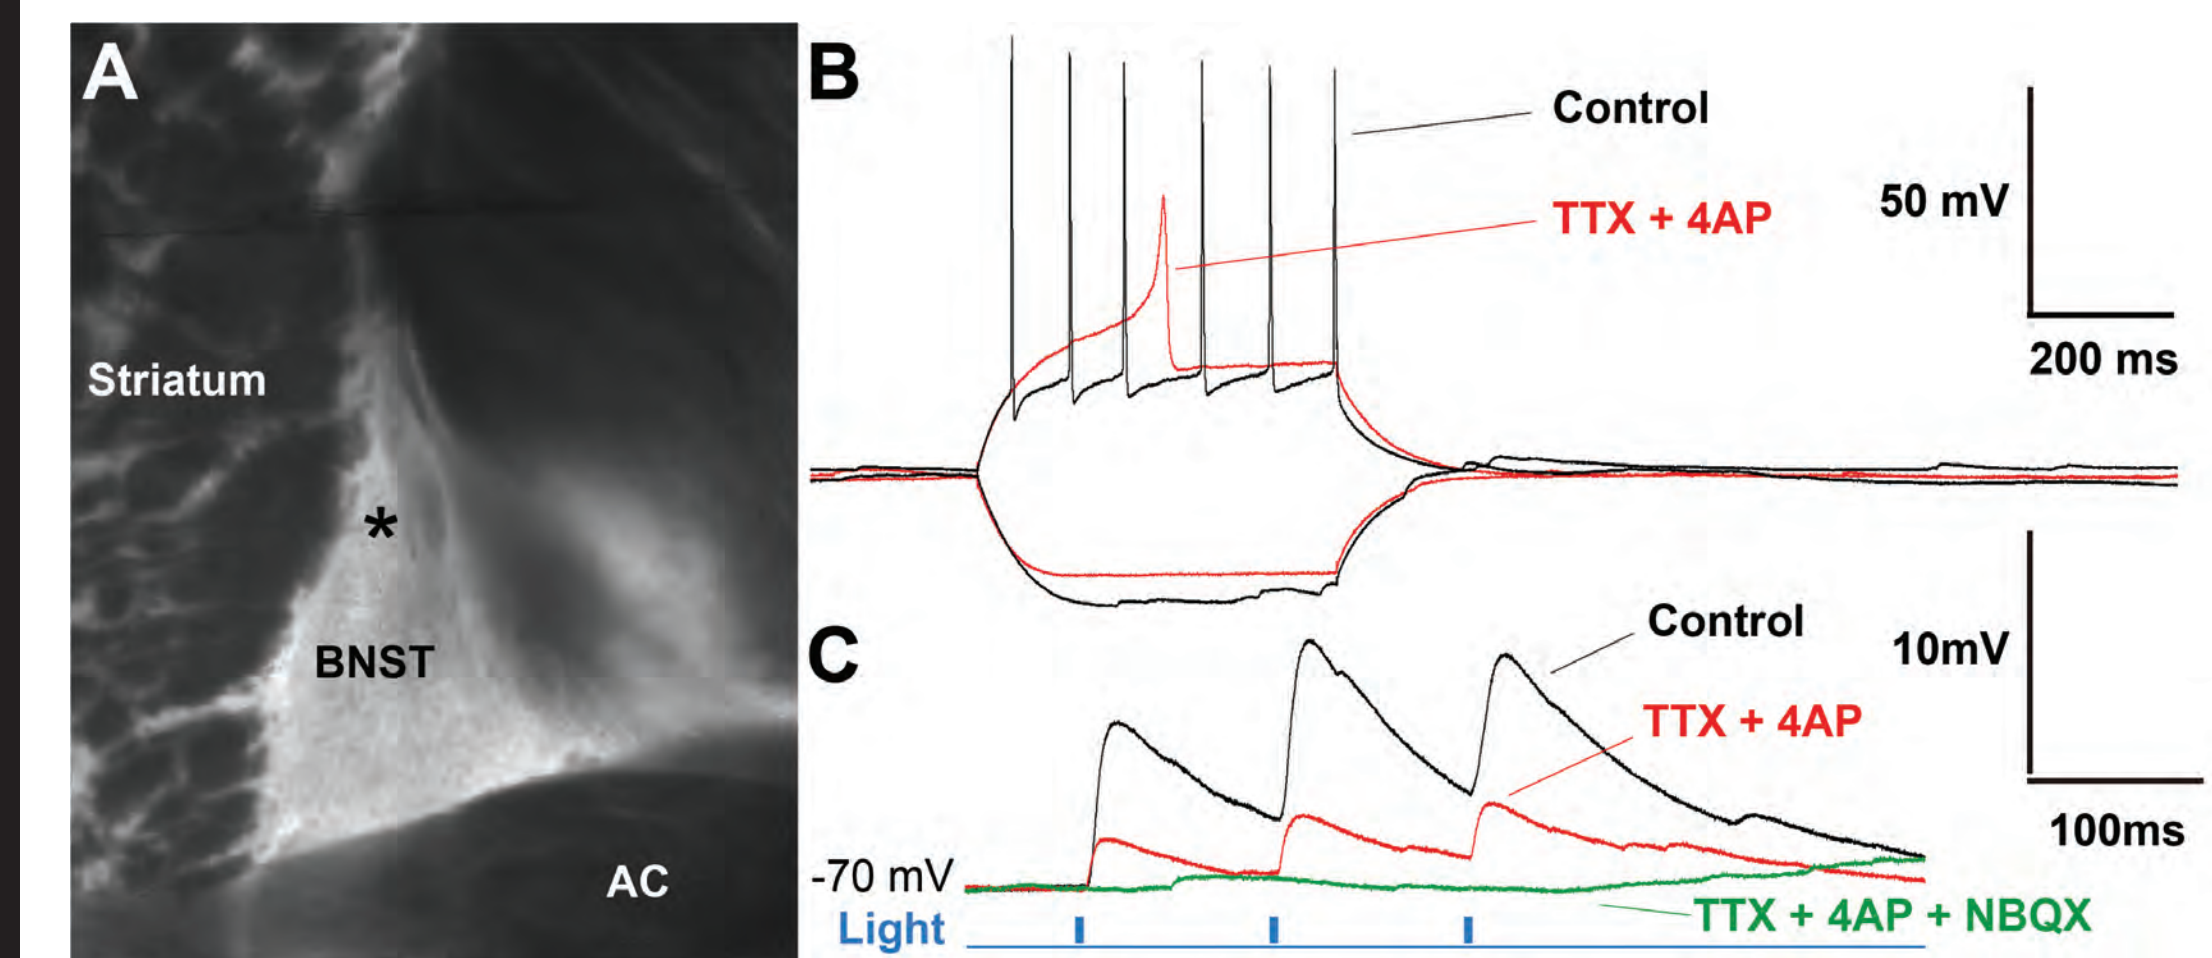 A
Striatum
*
BNST
AC
B
Control
TTX + 4AP
50 mV
200 ms
C
Control
TTX + 4AP
10mV
100ms
-70 mV
TTX + 4AP + NBQX
Light